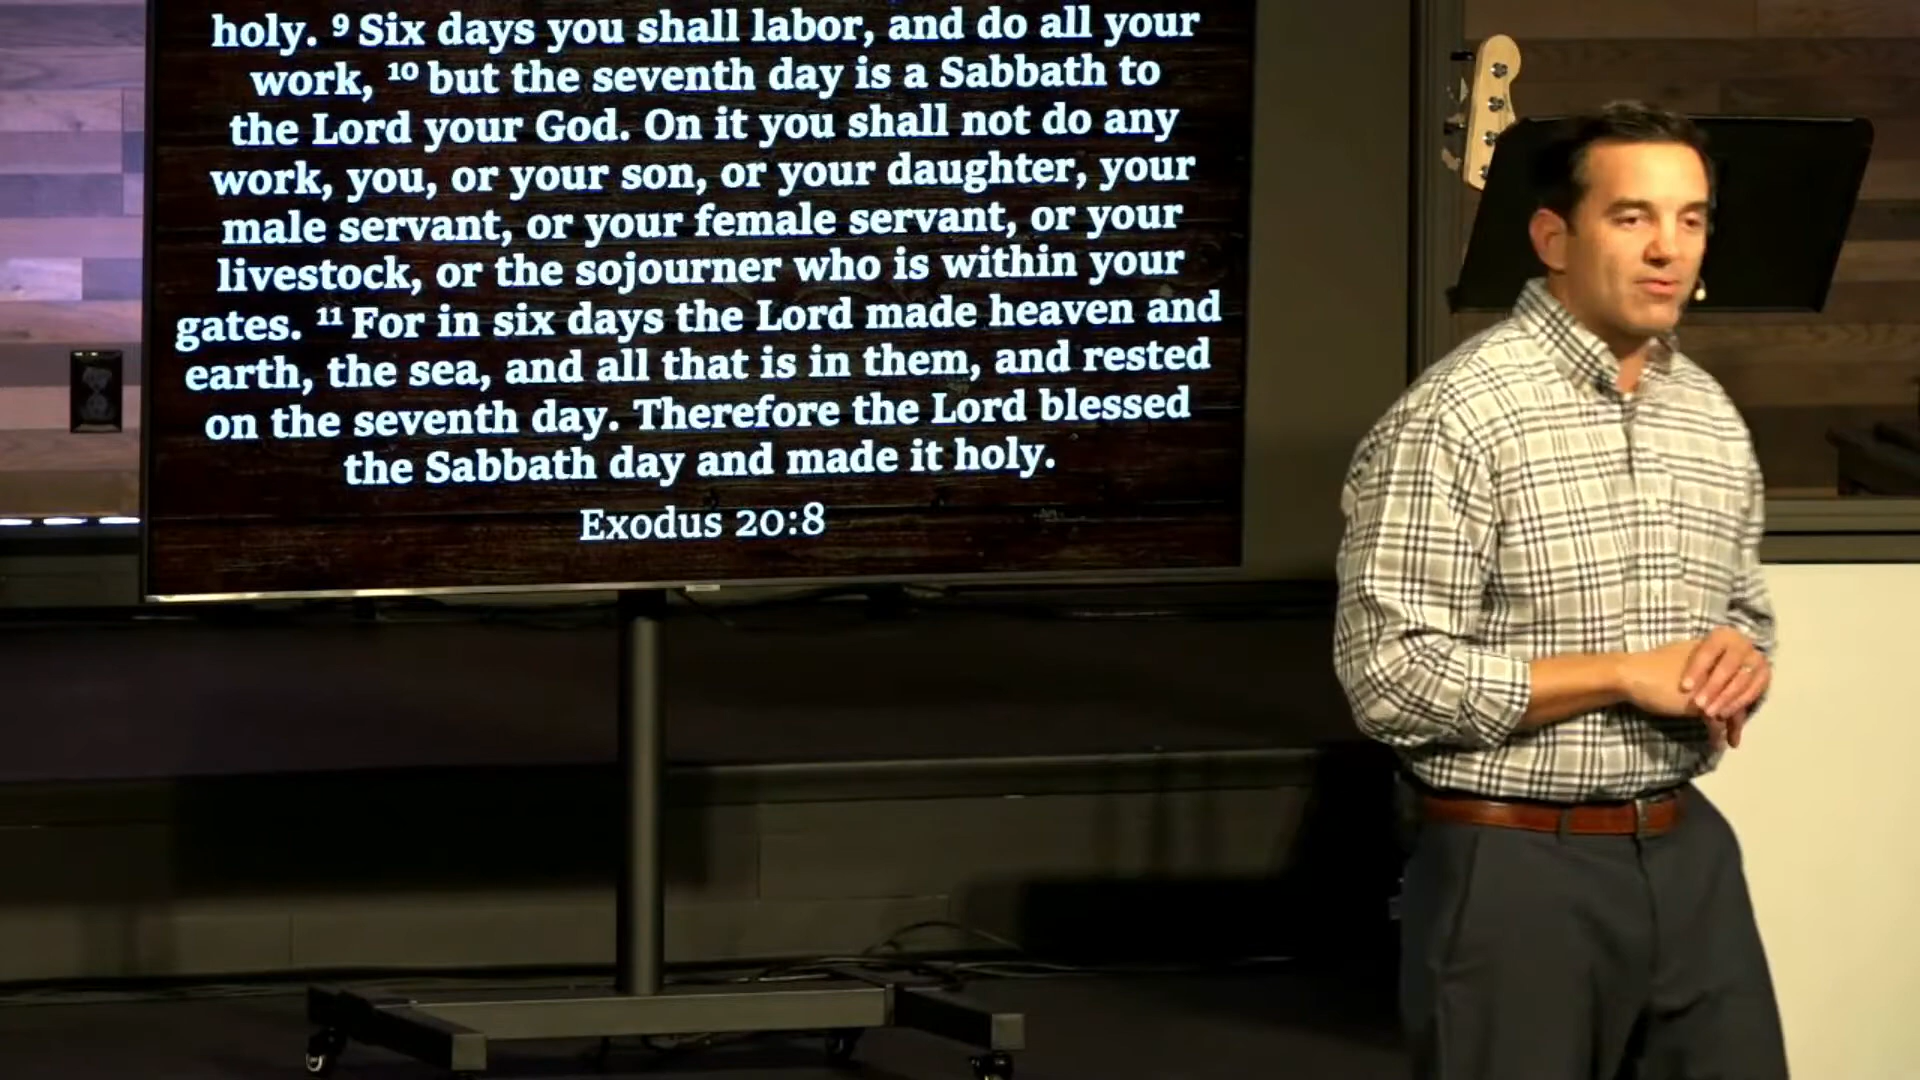 holy. 9 Six days you shall labor, and do all your
work, 10 but the seventh day is a Sabbath to
the Lord your God. On it you shall not do any
work, you, or your son, or your daughter, your
male servant, or your female servant, or your
livestock, or the sojourner who is within your
gates. 11 For in six days the Lord made heaven and
earth, the sea, and all that is in them, and rested
on the seventh day. Therefore the Lord blessed
the Sabbath day and made it holy.
Exodus 20:8